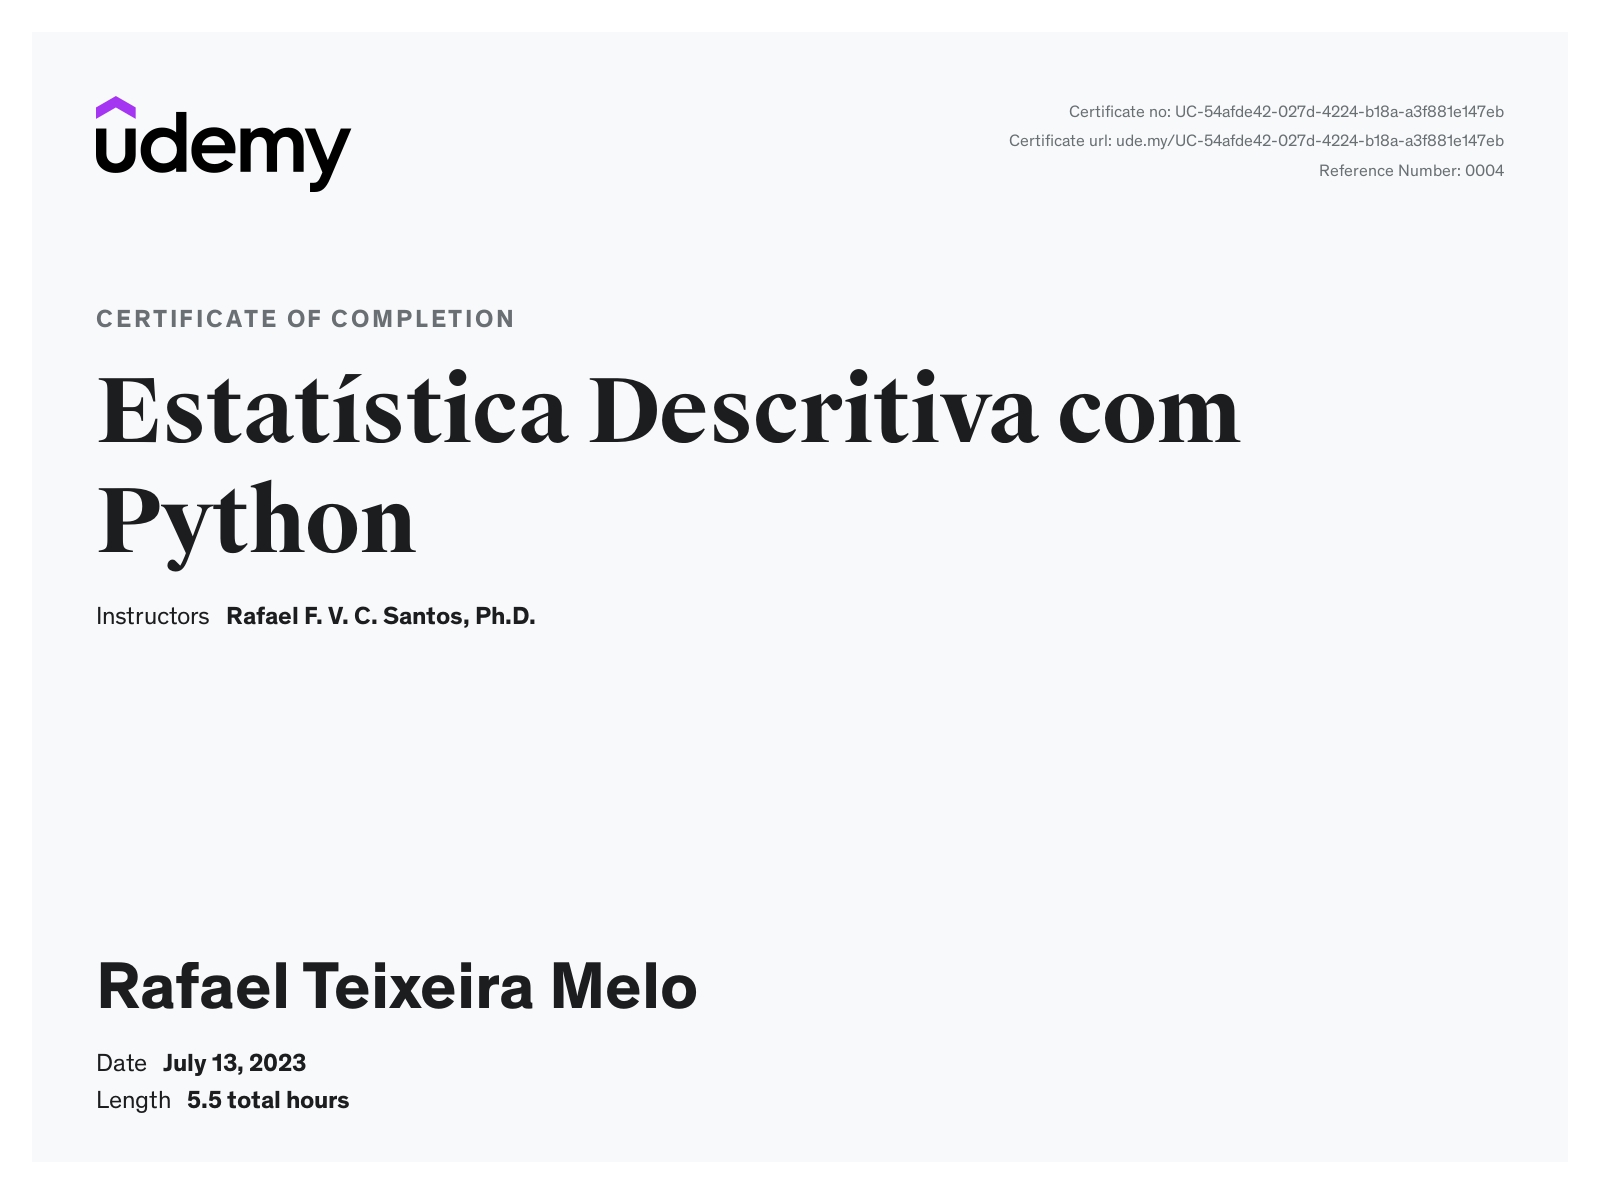 udemy
Certificate no: UC-54afde42-027d-4224-b18a-a3f881e147eb
Certificate url: ude.my/UC-54afde42-027d-4224-b18a-a3f881e147eb
Reference Number: 0004
CERTIFICATE OF COMPLETION
Estatística Descritiva com
Python
Instructors Rafael F. V. C. Santos, Ph.D.
Rafael Teixeira Melo
Date July 13, 2023
Length 5.5 total hours